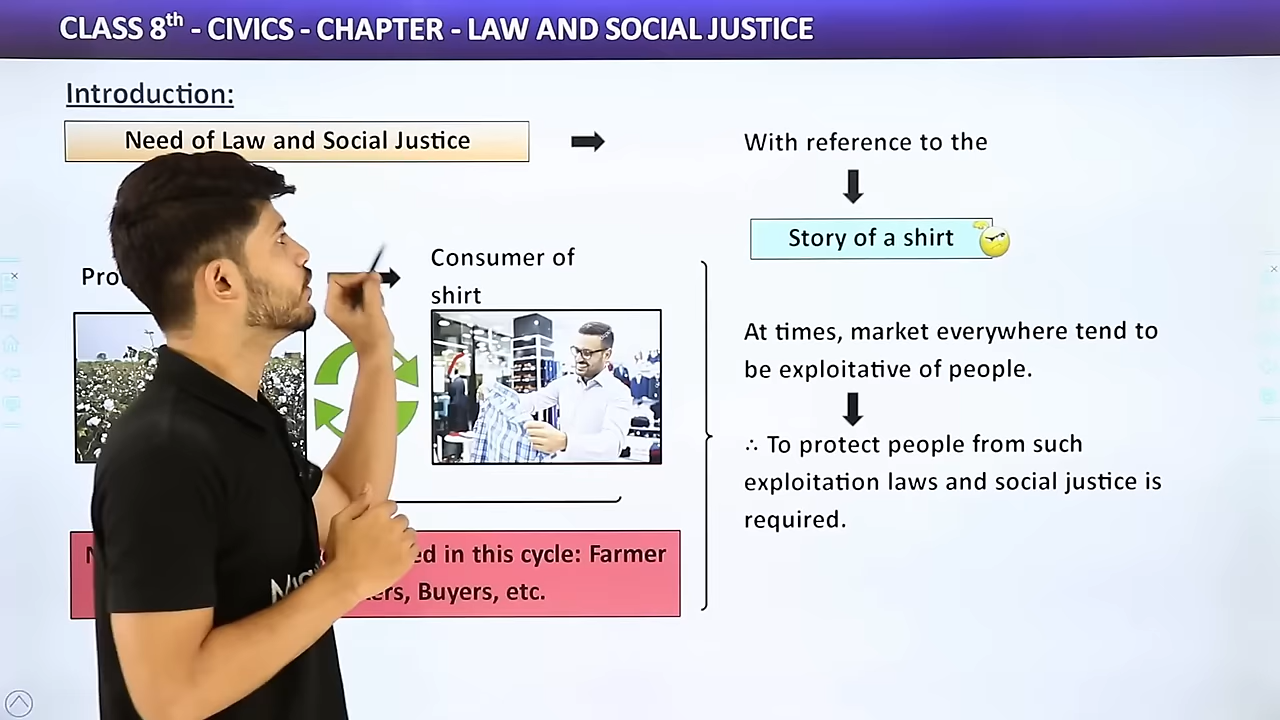 CLASS 8th - CIVICS - CHAPTER - LAW AND SOCIAL JUSTICE
Introduction:
Need of Law and Social Justice
With reference to the
Story of a shirt
Consumer of
shirt
At times, market everywhere tend to
be exploitative of people.
∴ To protect people from such
exploitation laws and social justice is
required.
in this cycle: Farmer
Buyers, etc.